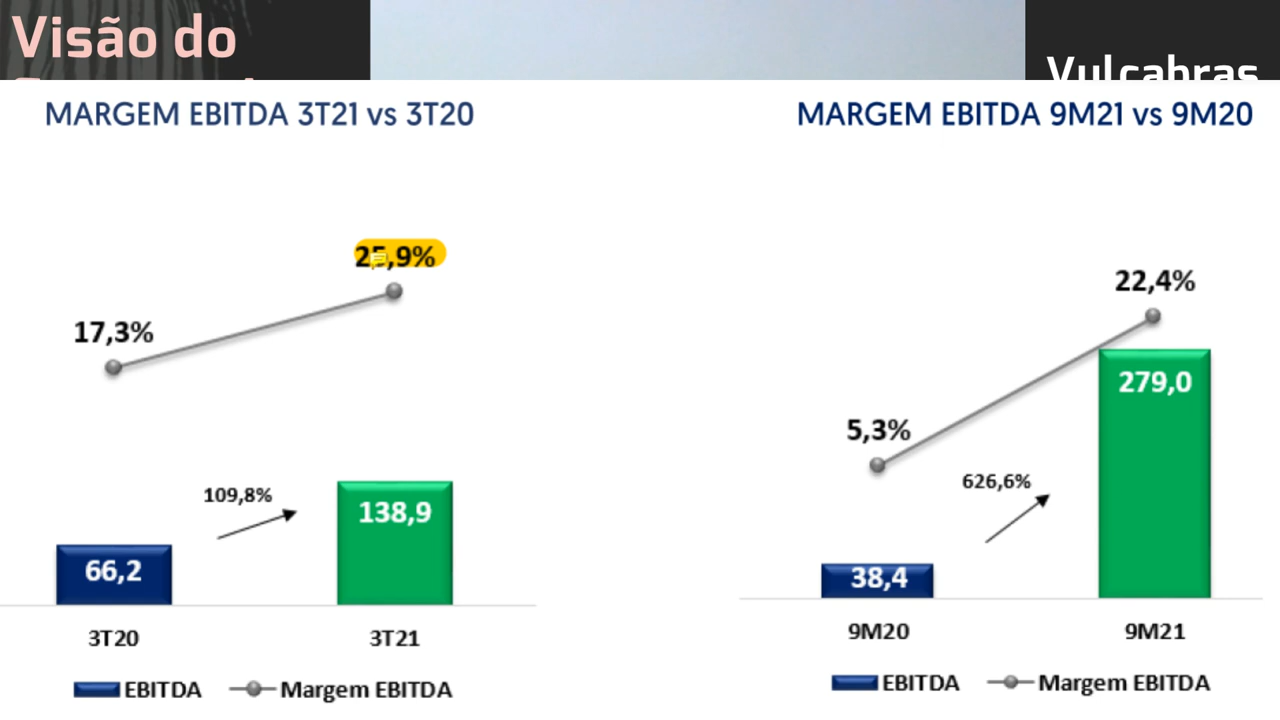 Visão do
Vulcabras
MARGEM EBITDA 3T21 vs 3T20
25,9%
17,3%
109,8%
138,9
66,2
3T20
3T21
EBITDA
Margem EBITDA
MARGEM EBITDA 9M21 vs 9M20
22,4%
279,0
5,3%
626,6%
38,4
9M20
9M21
EBITDA
Margem EBITDA